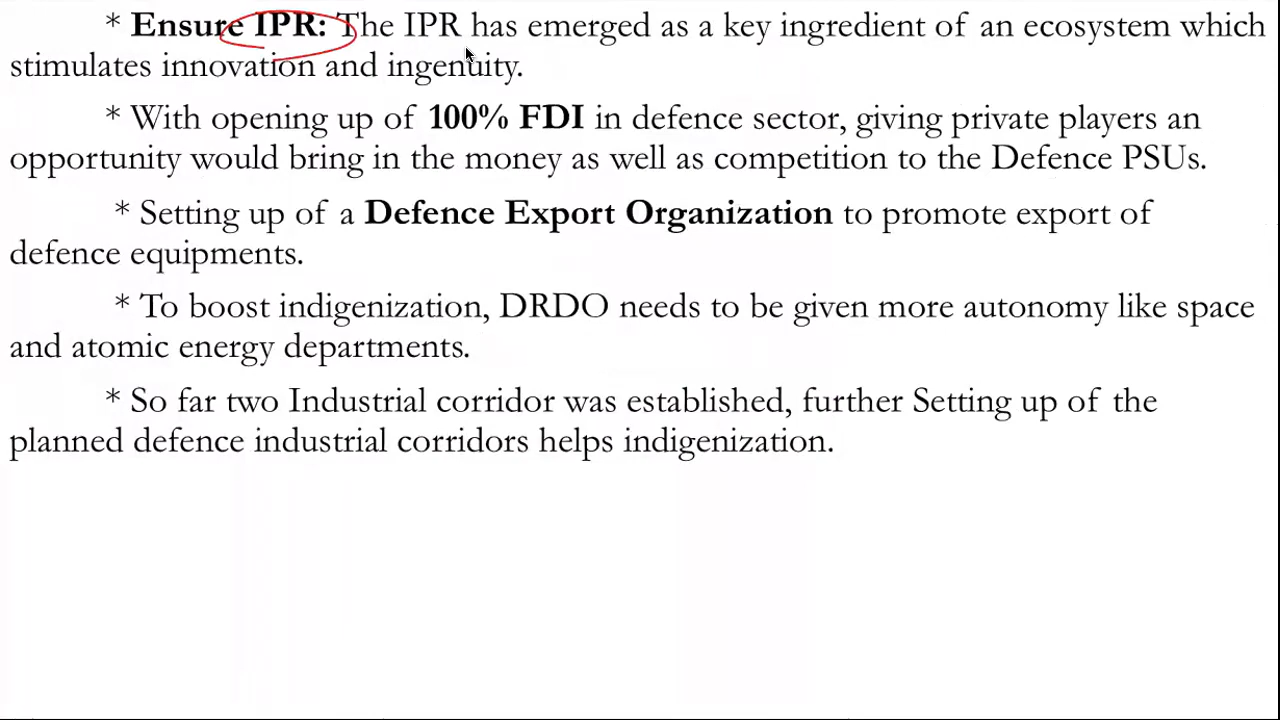 * Ensure IPR: The IPR has emerged as a key ingredient of an ecosystem which
stimulates innovation and ingenuity.
* With opening up of 100% FDI in defence sector, giving private players an
opportunity would bring in the money as well as competition to the Defence PSUs.
* Setting up of a Defence Export Organization to promote export of
defence equipments.
* To boost indigenization, DRDO needs to be given more autonomy like space
and atomic energy departments.
* So far two Industrial corridor was established, further Setting up of the
planned defence industrial corridors helps indigenization.